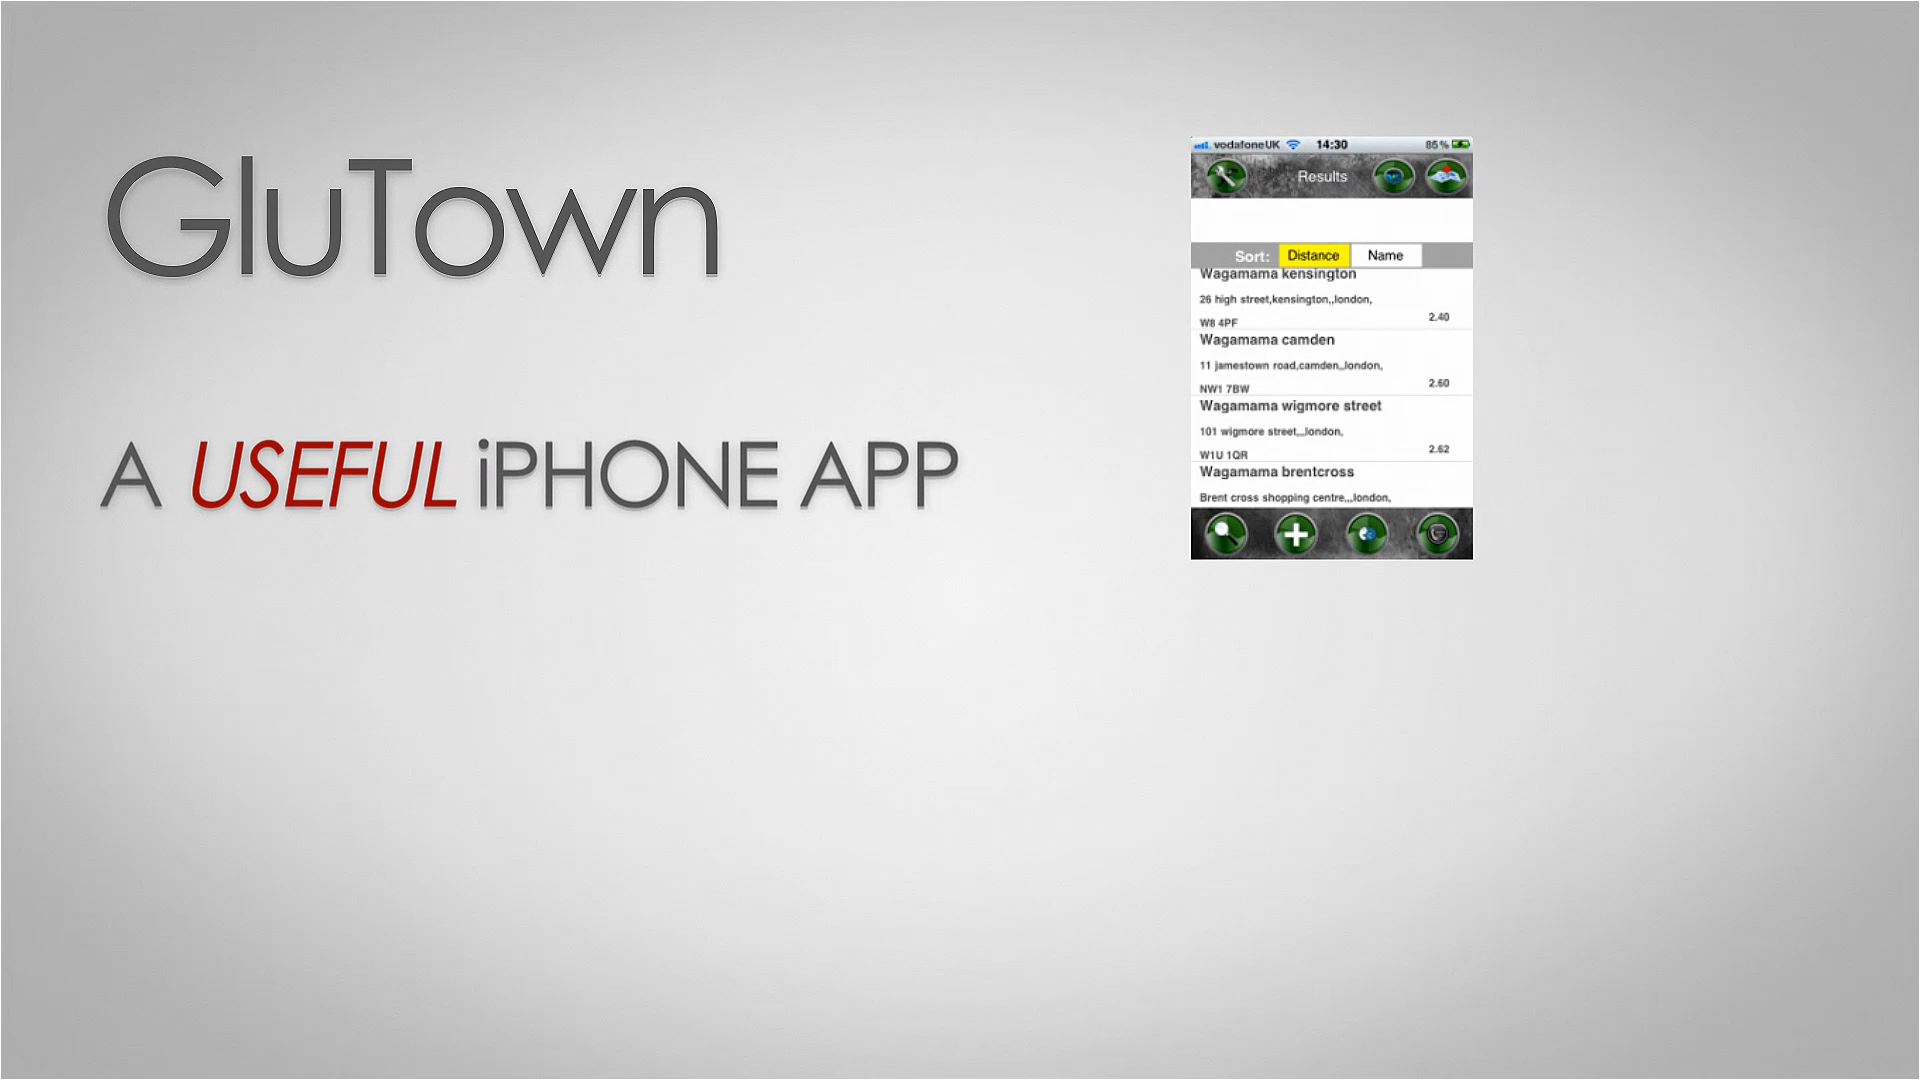 GluTown
A USEFUL iPHONE APP
vodafoneUK 14:30 85%
Results
Sort: Distance Name
Wagamama kensington
26 high street,kensington,,london,
2.40
W8 4PF
Wagamama camden
11 jamestown road,camden,,london,
2.60
NW1 7BW
Wagamama wigmore street
101 wigmore street,,,london,
2.62
W1U 1QR
Wagamama brentcross
Brent cross shopping centre,,,london,